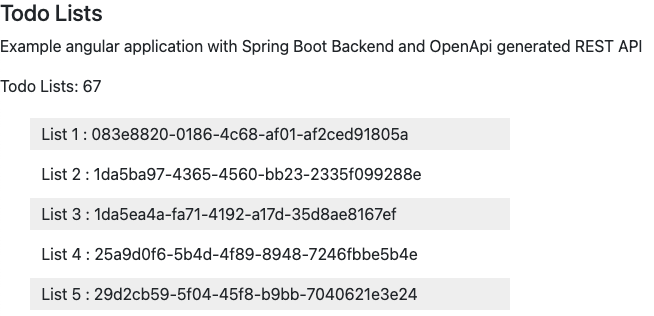 Todo Lists
Example angular application with Spring Boot Backend and OpenApi generated REST API
Todo Lists: 67
List 1 : 083e8820-0186-4c68-af01-af2ced91805a
List 2 : 1da5ba97-4365-4560-bb23-2335f099288e
List 3 : 1da5ea4a-fa71-4192-a17d-35d8ae8167ef
List 4 : 25a9d0f6-5b4d-4f89-8948-7246fbbe5b4e
List 5 : 29d2cb59-5f04-45f8-b9bb-7040621e3e24